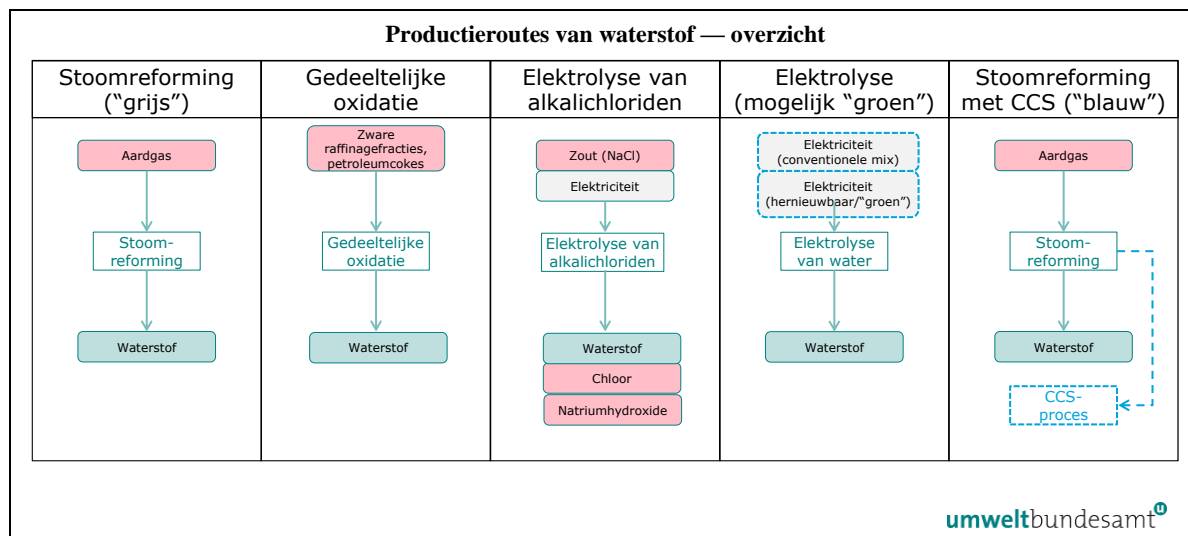 Productieroutes van waterstof — overzicht
Stoomreforming
(“grijs”)
Aardgas
Stoom-
reforming
Waterstof
Gedeeltelijke
oxidatie
Zware
raffinagefracties,
petroleumcokes
Gedeeltelijke
oxidatie
Waterstof
Elektrolyse van
alkalichloriden
Zout (NaCl)
Elektriciteit
Elektrolyse van
alkalichloriden
Waterstof
Chloor
Natriumhydroxide
Elektrolyse
(mogelijk “groen”)
Elektriciteit
(conventionele mix)
Elektriciteit
(hernieuwbaar/“groen”)
Elektrolyse
van water
Waterstof
Stoomreforming
met CCS (“blauw”)
Aardgas
Stoom-
reforming
Waterstof
CCS-
proces
umweltbundesamt u